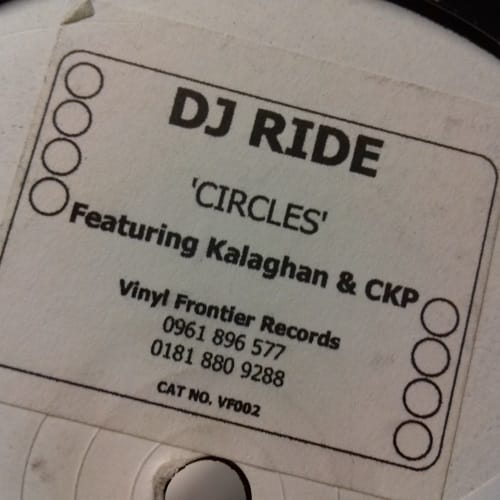 DJ RIDE
'CIRCLES'
Featuring Kalaghan & CKP
Vinyl Frontier Records
0961 896 577
0181 880 9288
CAT NO. VF002